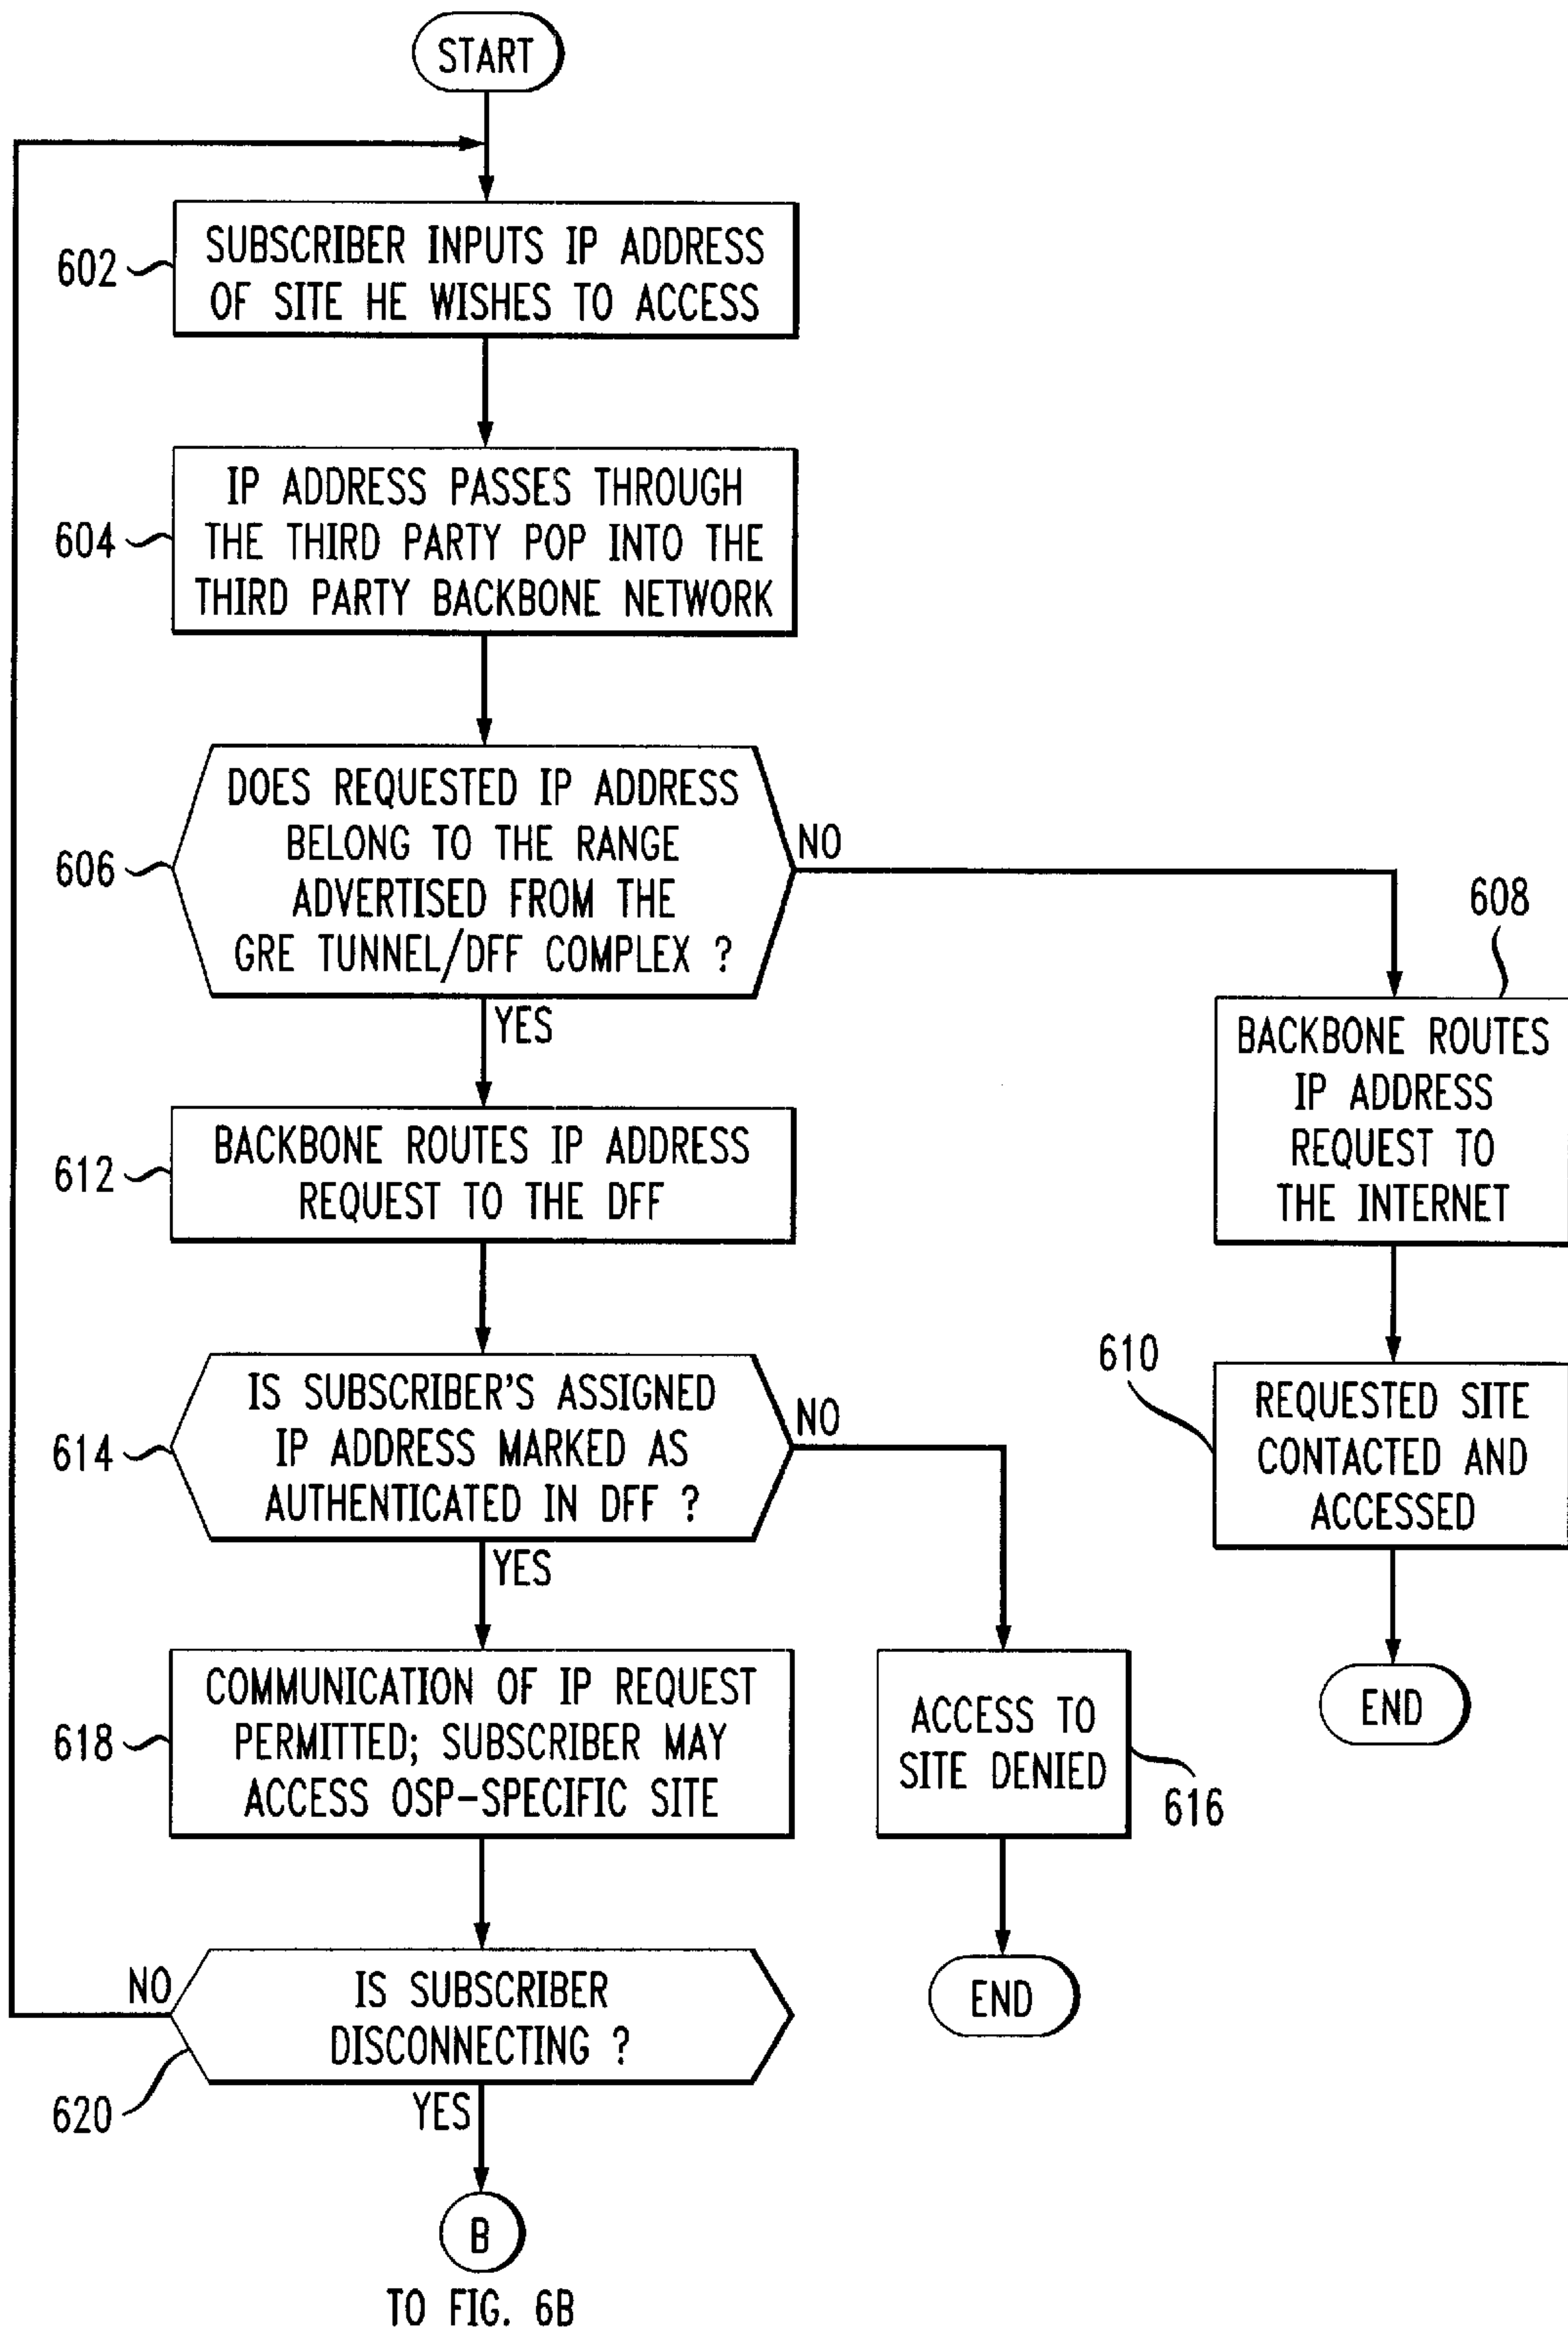 START
602
SUBSCRIBER INPUTS IP ADDRESS
OF SITE HE WISHES TO ACCESS
604
IP ADDRESS PASSES THROUGH
THE THIRD PARTY POP INTO THE
THIRD PARTY BACKBONE NETWORK
606
DOES REQUESTED IP ADDRESS
BELONG TO THE RANGE
ADVERTISED FROM THE
GRE TUNNEL/DFF COMPLEX ?
NO
YES
608
BACKBONE ROUTES
IP ADDRESS
REQUEST TO
THE INTERNET
612
BACKBONE ROUTES IP ADDRESS
REQUEST TO THE DFF
610
REQUESTED SITE
CONTACTED AND
ACCESSED
END
614
IS SUBSCRIBER'S ASSIGNED
IP ADDRESS MARKED AS
AUTHENTICATED IN DFF ?
NO
YES
618
COMMUNICATION OF IP REQUEST
PERMITTED; SUBSCRIBER MAY
ACCESS OSP-SPECIFIC SITE
ACCESS TO
SITE DENIED
616
END
NO
IS SUBSCRIBER
DISCONNECTING ?
620
YES
B
TO FIG. 6B